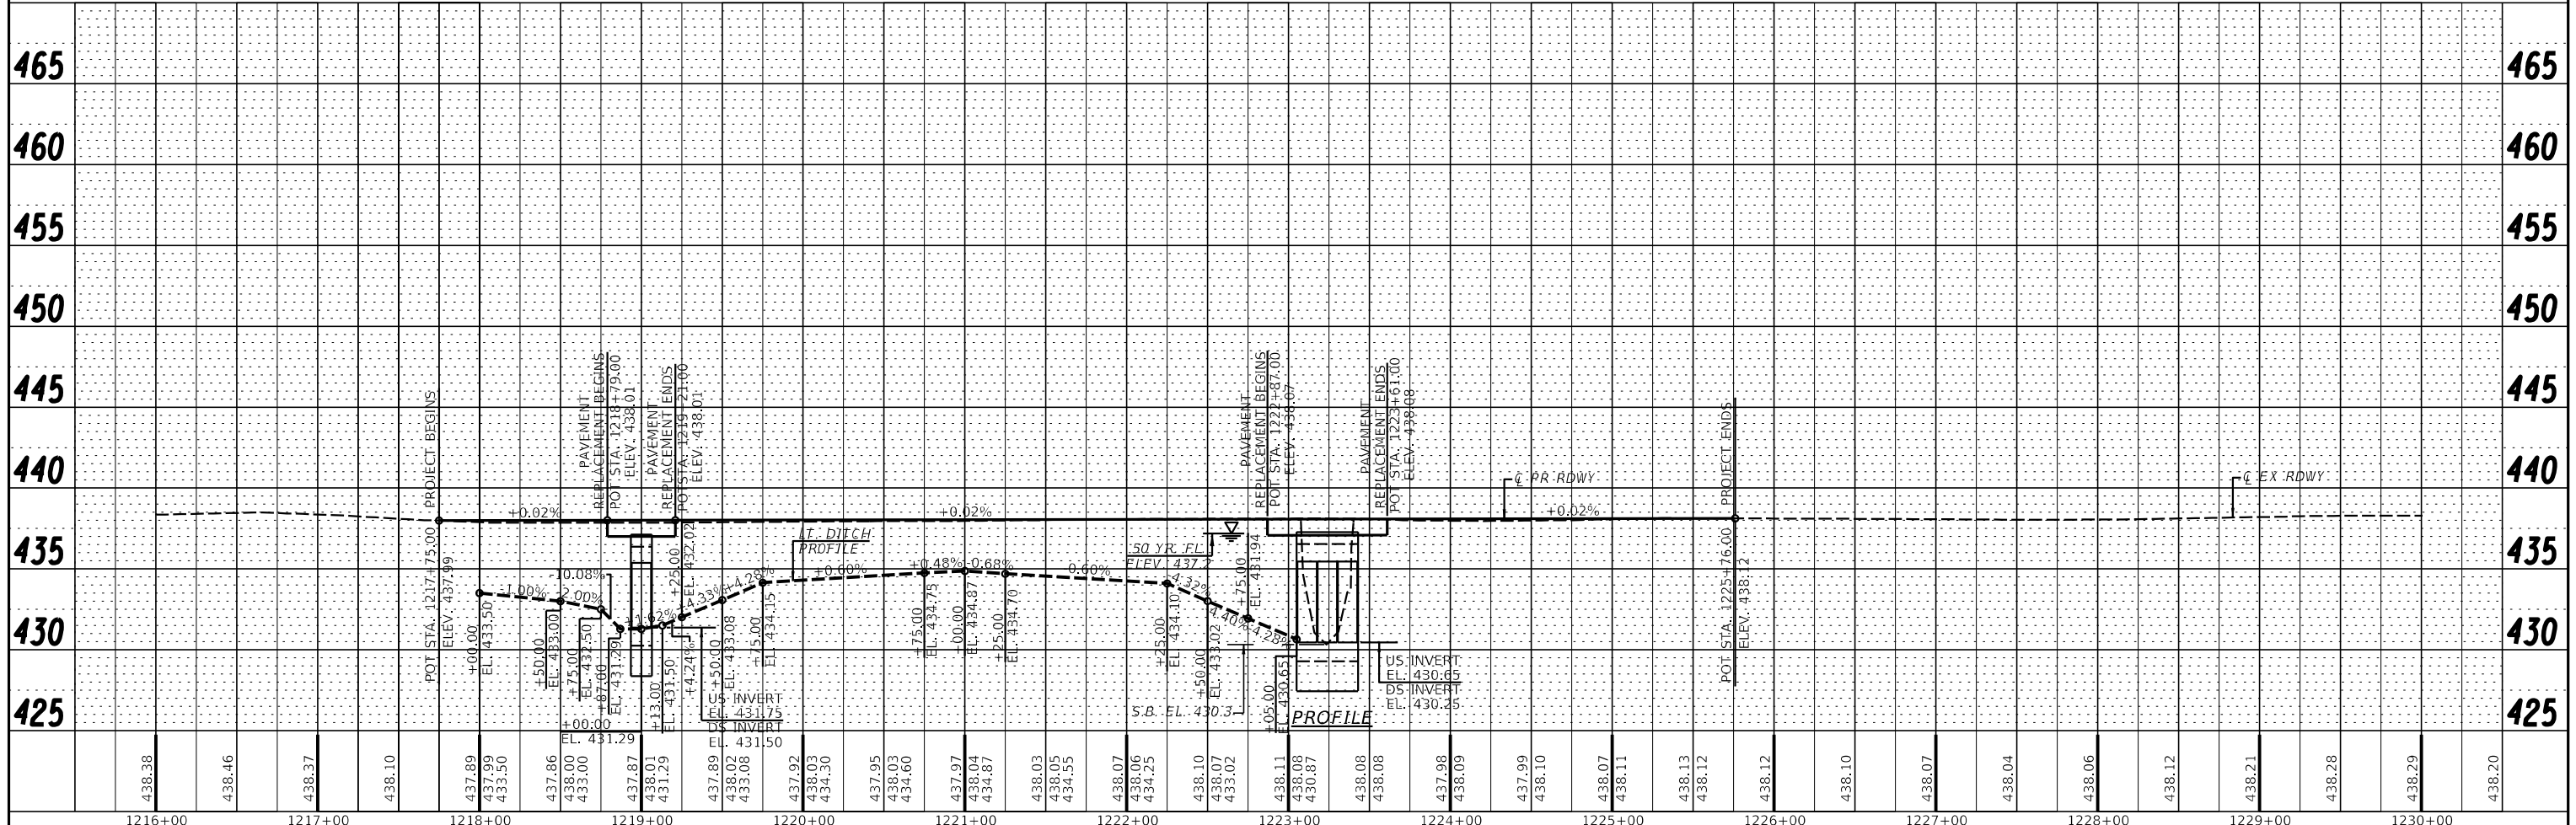 465 465
460 460
455 455
450 450
445 445
440 440
435 435
430 430
425 425
PROJECT BEGINS
POT STA. 1217+75.00
ELEV. 437.99
PAVEMENT
REPLACEMENT BEGINS
POT STA. 1218+79.00
ELEV. 438.01
PAVEMENT
REPLACEMENT ENDS
POT STA. 1219+21.00
ELEV. 438.01
PAVEMENT
REPLACEMENT BEGINS
POT STA. 1222+87.00
ELEV. 438.07
PAVEMENT
REPLACEMENT ENDS
POT STA. 1223+61.00
ELEV. 438.08
PROJECT ENDS
POT STA. 1225+76.00
ELEV. 438.12
℄ PR RDWY
℄ EX RDWY
+0.02%
+0.02%
+0.02%
LT. DITCH
PROFILE
50 YR. FL.
ELEV. 437.2
-1.00%
-2.00%
-10.08%
+1.62%
+4.24%
+4.33%
+4.28%
+0.60%
+0.48%
-0.68%
0.60%
-4.32%
4.40%
-4.28%
+00.00
EL. 433.50
+50.00
EL. 433.00
+75.00
EL. 432.50
+87.00
EL. 431.29
+00.00
EL. 431.29
+13.00
EL. 431.50
+25.00
EL. 432.02
+50.00
EL. 433.08
+75.00
EL. 434.15
US INVERT
EL. 431.75
DS INVERT
EL. 431.50
+75.00
EL. 434.75
+00.00
EL. 434.87
+25.00
EL. 434.70
+25.00
EL. 434.10
+50.00
EL. 433.02
+75.00
EL. 431.94
+05.00
EL. 430.65
S.B. EL. 430.3
US INVERT
EL. 430.65
DS INVERT
EL. 430.25
PROFILE
438.38
438.46
438.37
438.10
437.89
437.99
433.50
437.86
438.00
433.00
437.87
438.01
431.29
437.89
438.02
433.08
437.92
438.03
434.30
437.95
438.03
434.60
437.97
438.04
434.87
438.03
438.05
434.55
438.07
438.06
434.25
438.10
438.07
433.02
438.11
438.08
430.87
438.08
438.08
437.98
438.09
437.99
438.10
438.07
438.11
438.13
438.12
438.12
438.10
438.07
438.04
438.06
438.12
438.21
438.28
438.29
438.20
1216+00 1217+00 1218+00 1219+00 1220+00 1221+00 1222+00 1223+00 1224+00 1225+00 1226+00 1227+00 1228+00 1229+00 1230+00